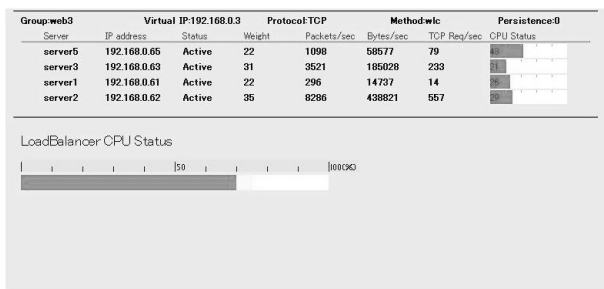 Group:web3 Virtual IP:192.168.0.3 Protocol:TCP Method:wlc Persistence:0
Server IP address Status Weight Packets/sec Bytes/sec TCP Req/sec CPU Status
server5 192.168.0.65 Active 22 1098 58577 79 43
server3 192.168.0.63 Active 31 3521 185028 233 21
server1 192.168.0.61 Active 22 296 14737 14 26
server2 192.168.0.62 Active 35 8286 438821 557 29
LoadBalancer CPU Status
50 100(%)